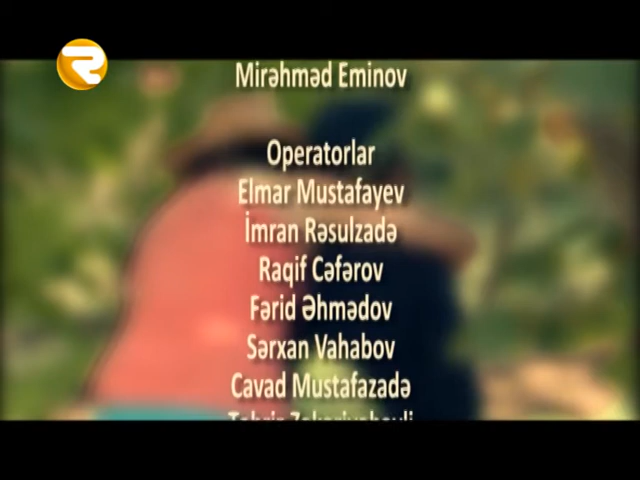 Mirəhməd Eminov
Operatorlar
Elmar Mustafayev
İmran Rəsulzadə
Raqif Cəfərov
Fərid Əhmədov
Sərxan Vahabov
Cavad Mustafazadə